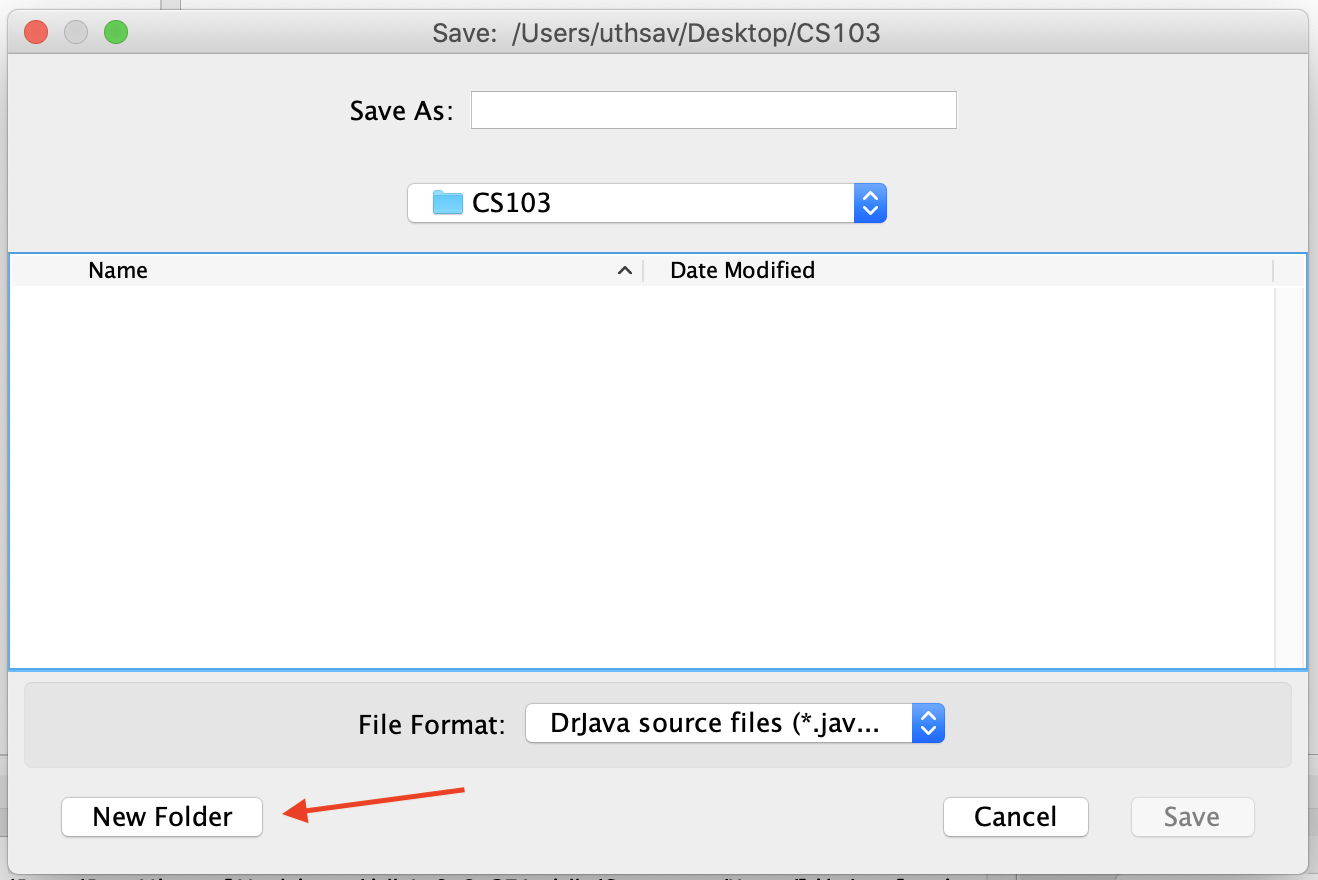 Save: /Users/uthsav/Desktop/CS103
Save As:
CS103
Name Date Modified
File Format: DrJava source files (*.jav...
New Folder Cancel Save